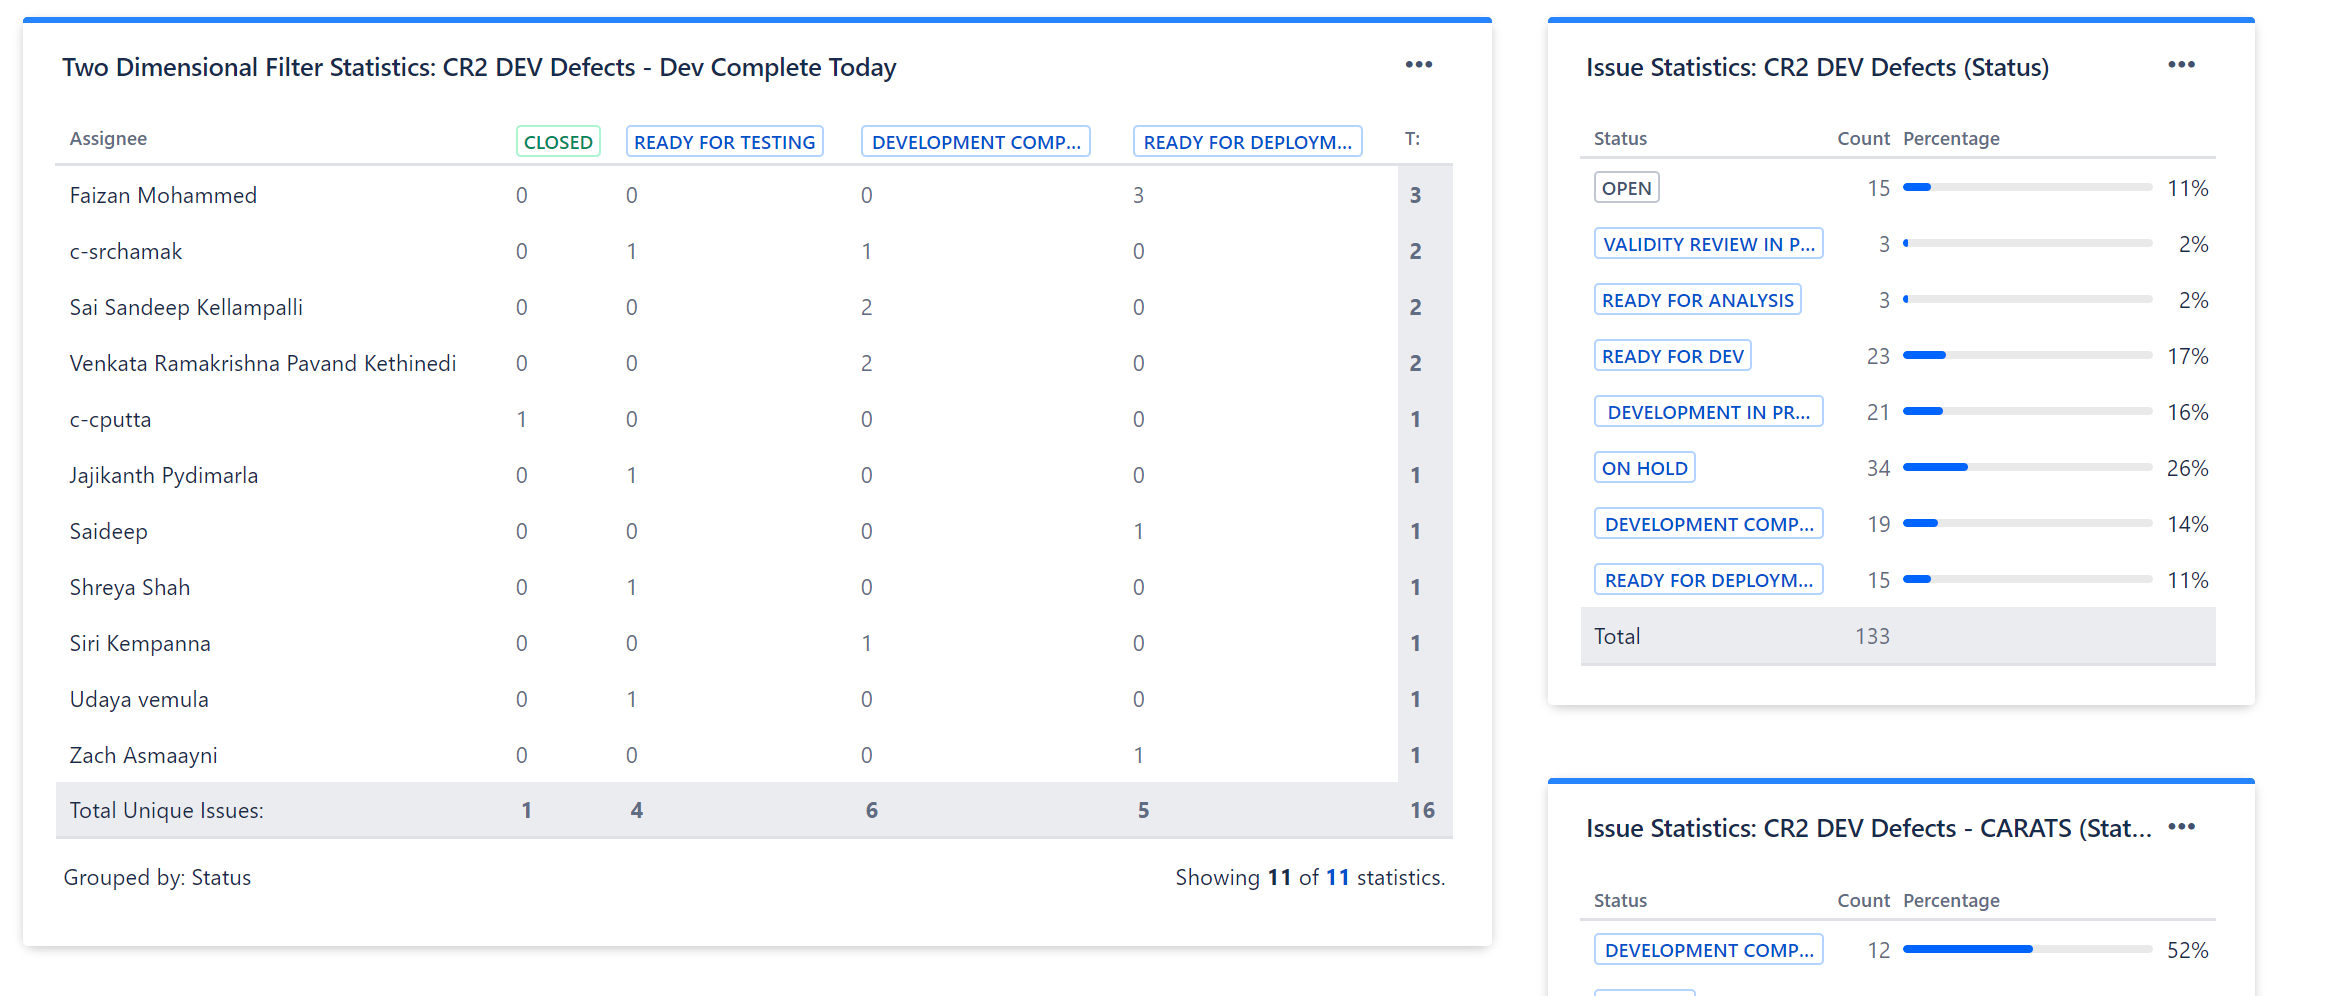 Two Dimensional Filter Statistics: CR2 DEV Defects - Dev Complete Today
Assignee CLOSED READY FOR TESTING DEVELOPMENT COMP... READY FOR DEPLOYM... T:
Faizan Mohammed 0 0 0 3 3
c-srchamak 0 1 1 0 2
Sai Sandeep Kellampalli 0 0 2 0 2
Venkata Ramakrishna Pavand Kethinedi 0 0 2 0 2
c-cputta 1 0 0 0 1
Jajikanth Pydimarla 0 1 0 0 1
Saideep 0 0 0 1 1
Shreya Shah 0 1 0 0 1
Siri Kempanna 0 0 1 0 1
Udaya vemula 0 1 0 0 1
Zach Asmaayni 0 0 0 1 1
Total Unique Issues: 1 4 6 5 16
Grouped by: Status Showing 11 of 11 statistics.
Issue Statistics: CR2 DEV Defects (Status)
Status Count Percentage
OPEN 15 11%
VALIDITY REVIEW IN P... 3 2%
READY FOR ANALYSIS 3 2%
READY FOR DEV 23 17%
DEVELOPMENT IN PR... 21 16%
ON HOLD 34 26%
DEVELOPMENT COMP... 19 14%
READY FOR DEPLOYM... 15 11%
Total 133
Issue Statistics: CR2 DEV Defects - CARATS (Stat...
Status Count Percentage
DEVELOPMENT COMP... 12 52%